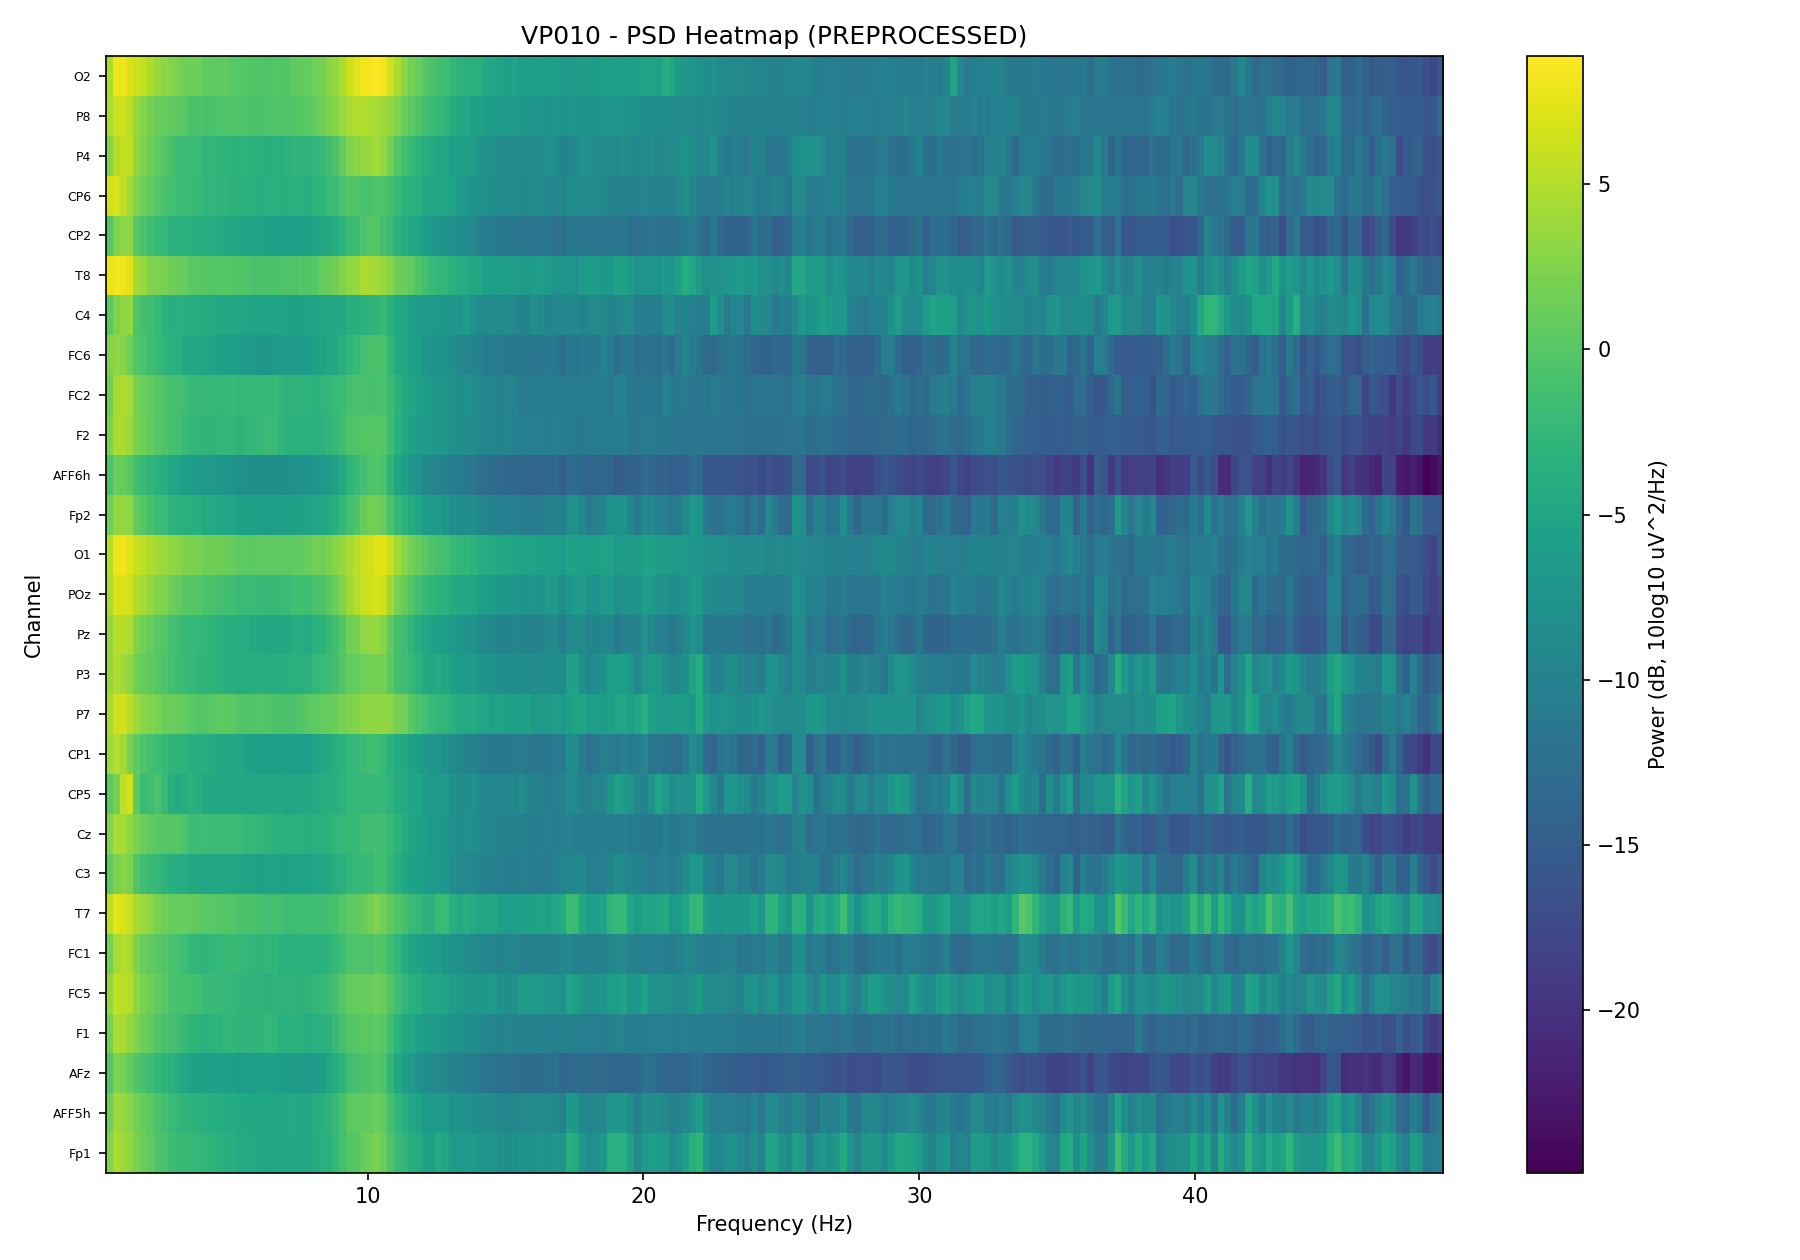 VP010 - PSD Heatmap (PREPROCESSED)
O2
P8
P4
CP6
CP2
T8
C4
FC6
FC2
F2
AFF6h
Fp2
O1
POz
Pz
P3
P7
CP1
CP5
Cz
C3
T7
FC1
FC5
F1
AFz
AFF5h
Fp1
Channel
10 20 30 40
Frequency (Hz)
5
0
−5
−10
−15
−20
Power (dB, 10log10 uV^2/Hz)